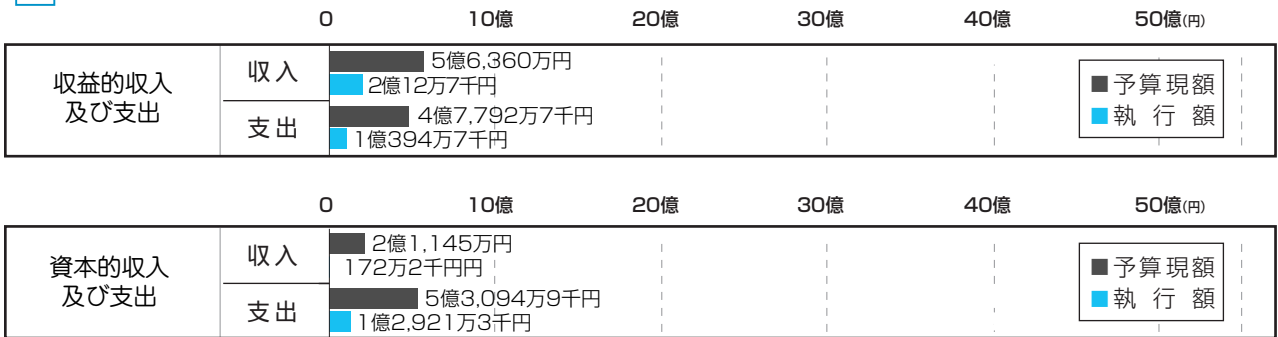 0 10億 20億 30億 40億 50億(円)
収益的収入
及び支出
収入
5億6,360万円
2億12万7千円
支出
4億7,792万7千円
1億394万7千円
■予算現額
■執行額
0 10億 20億 30億 40億 50億(円)
資本的収入
及び支出
収入
2億1,145万円
172万2千円円
支出
5億3,094万9千円
1億2,921万3千円
■予算現額
■執行額